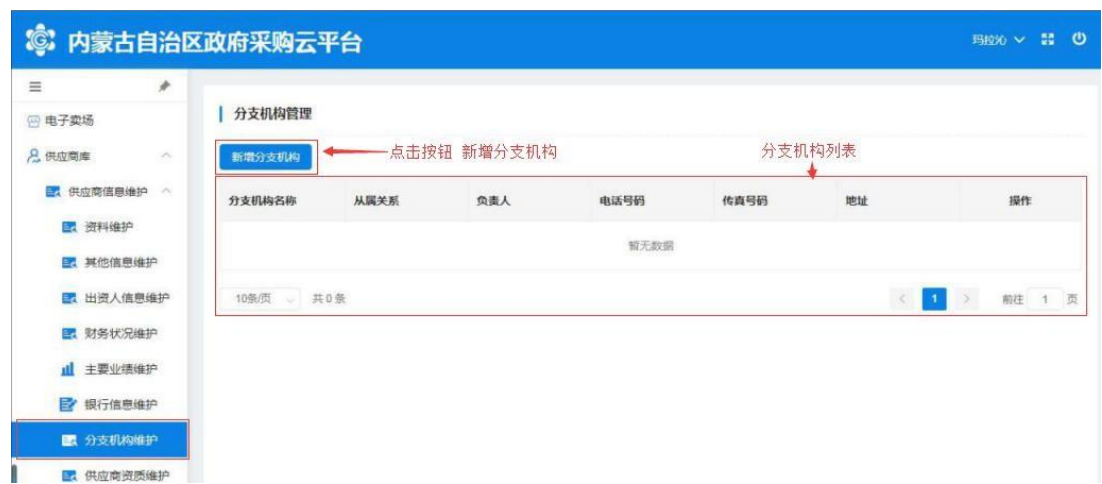 内蒙古自治区政府采购云平台
玛拉沁
电子卖场
供应商库
供应商信息维护
资料维护
其他信息维护
出资人信息维护
财务状况维护
主要业绩维护
银行信息维护
分支机构维护
供应商资质维护
分支机构管理
新增分支机构 点击按钮 新增分支机构 分支机构列表
分支机构名称 从属关系 负责人 电话号码 传真号码 地址 操作
暂无数据
10条/页 共 0 条 < 1 > 前往 1 页